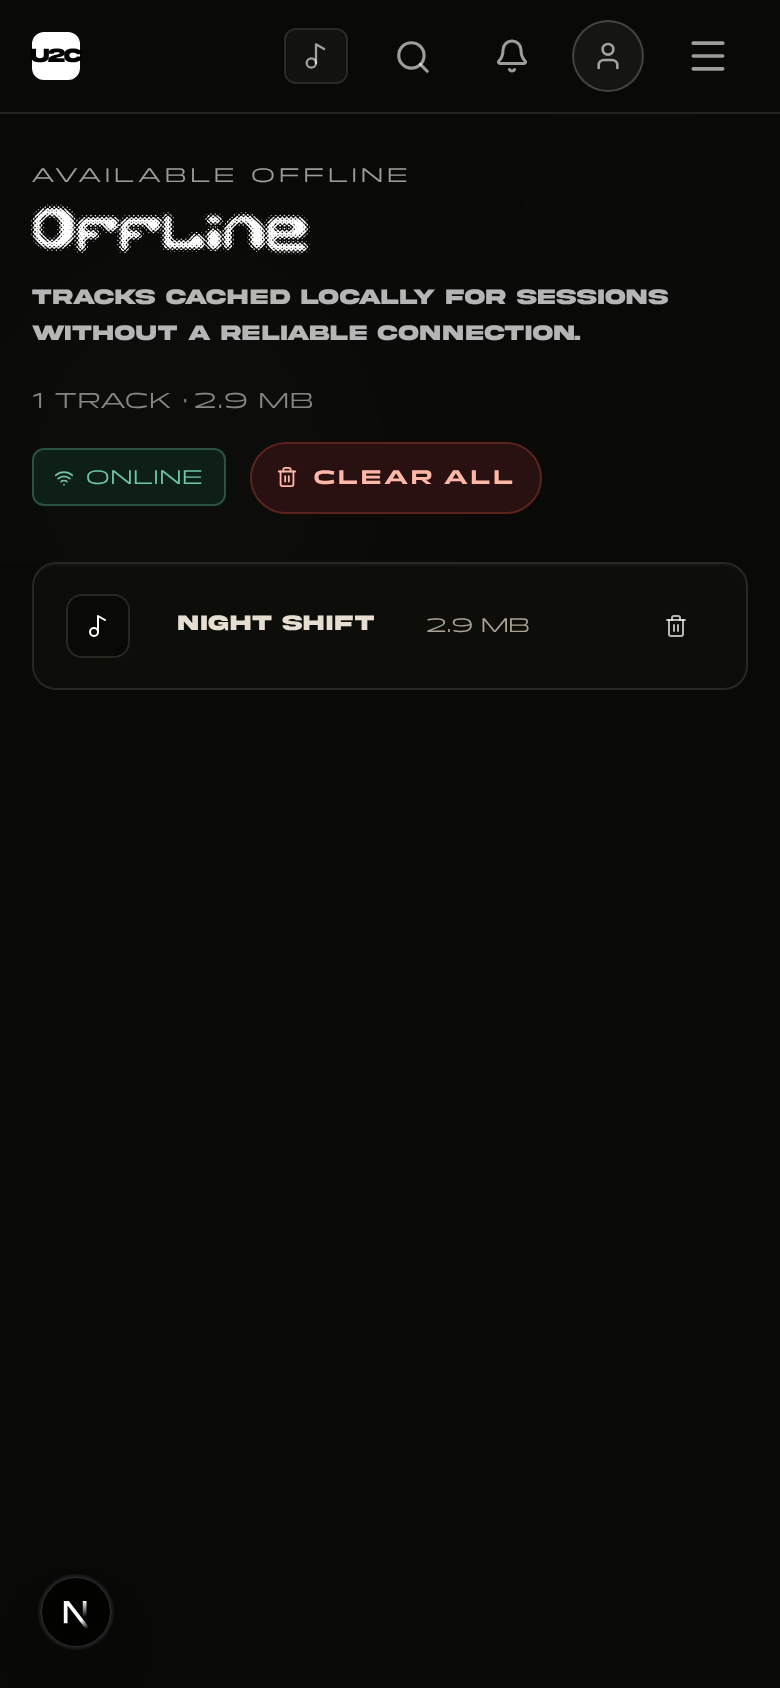 U2C
AVAILABLE OFFLINE
Offline
TRACKS CACHED LOCALLY FOR SESSIONS
WITHOUT A RELIABLE CONNECTION.
1 TRACK · 2.9 MB
ONLINE
CLEAR ALL
NIGHT SHIFT
2.9 MB
N